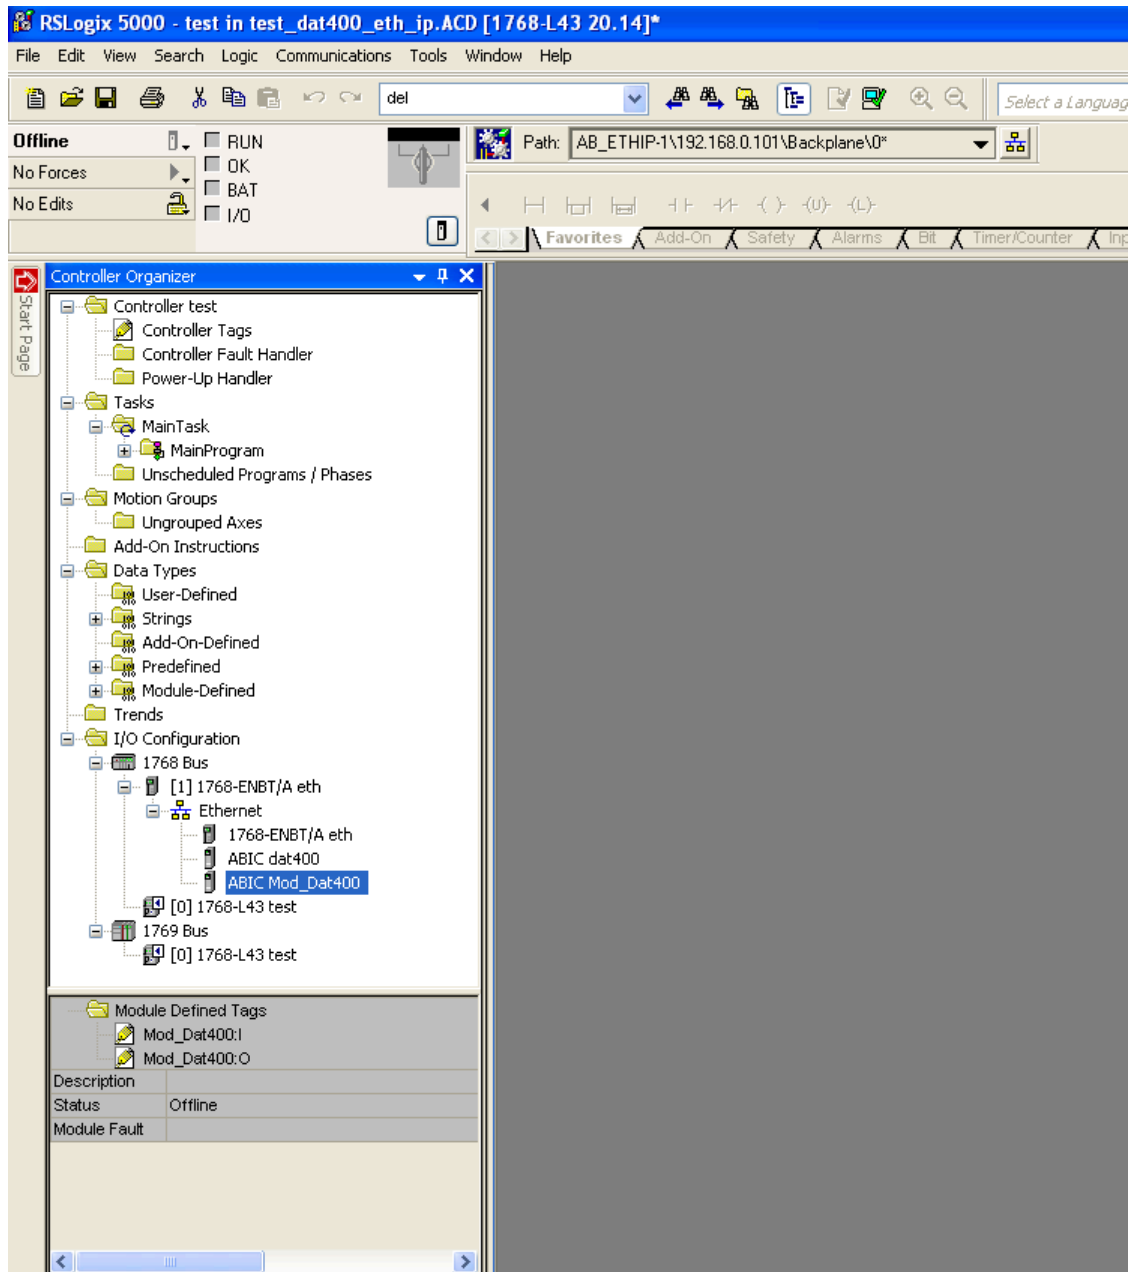 RSLogix 5000 - test in test_dat400_eth_ip.ACD [1768-L43 20.14]*
File Edit View Search Logic Communications Tools Window Help
del
Select a Languag
Offline
RUN
Path: AB_ETHIP-1\192.168.0.101\Backplane\0*
No Forces
OK
BAT
No Edits
I/O
Favorites Add-On Safety Alarms Bit Timer/Counter Inp
Start Page
Controller Organizer
Controller test
Controller Tags
Controller Fault Handler
Power-Up Handler
Tasks
MainTask
MainProgram
Unscheduled Programs / Phases
Motion Groups
Ungrouped Axes
Add-On Instructions
Data Types
User-Defined
Strings
Add-On-Defined
Predefined
Module-Defined
Trends
I/O Configuration
1768 Bus
[1] 1768-ENBT/A eth
Ethernet
1768-ENBT/A eth
ABIC dat400
ABIC Mod_Dat400
[0] 1768-L43 test
1769 Bus
[0] 1768-L43 test
Module Defined Tags
Mod_Dat400:I
Mod_Dat400:O
Description
Status Offline
Module Fault